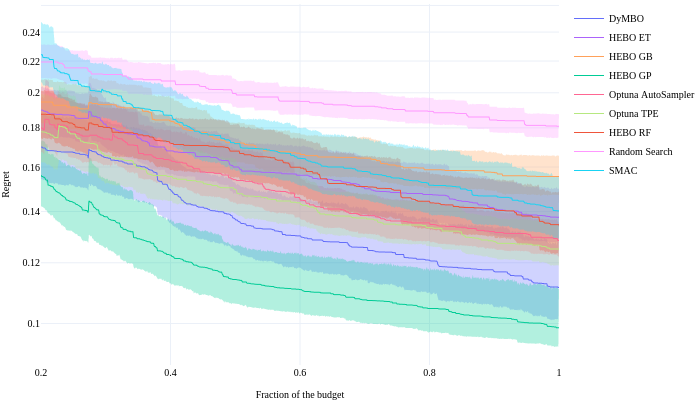 0.24
0.22
0.2
0.18
0.16
0.14
0.12
0.1
Regret
0.2
0.4
0.6
0.8
1
Fraction of the budget
DyMBO
HEBO ET
HEBO GB
HEBO GP
Optuna AutoSampler
Optuna TPE
HEBO RF
Random Search
SMAC